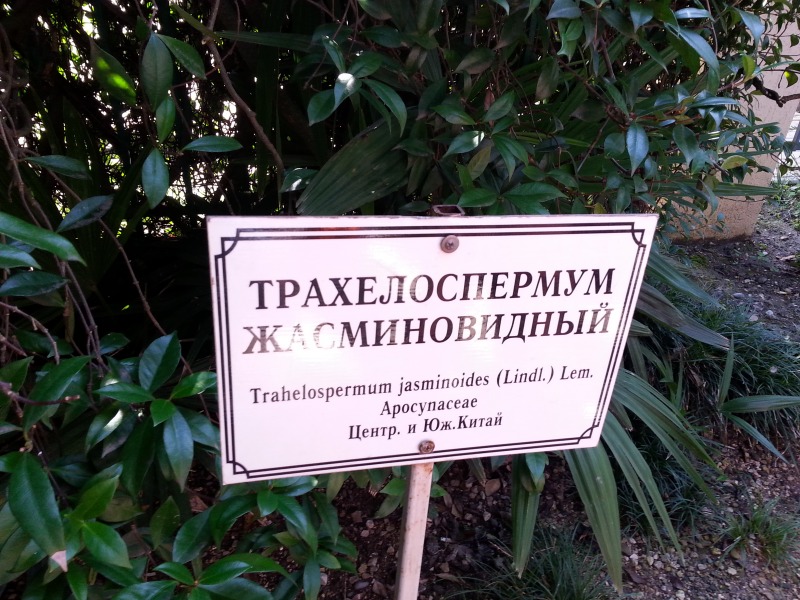 ТРАХЕЛОСПЕРМУМ
ЖАСМИНОВИДНЫЙ
Trahelospermum jasminoides (Lindl.) Lem.
Apocynaceae
Центр. и Юж.Китай